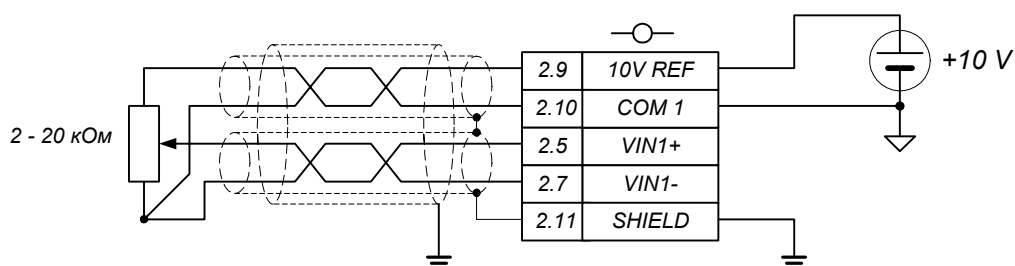 2.9 10V REF
+10 V
2.10 COM 1
2 - 20 кОм
2.5 VIN1+
2.7 VIN1-
2.11 SHIELD